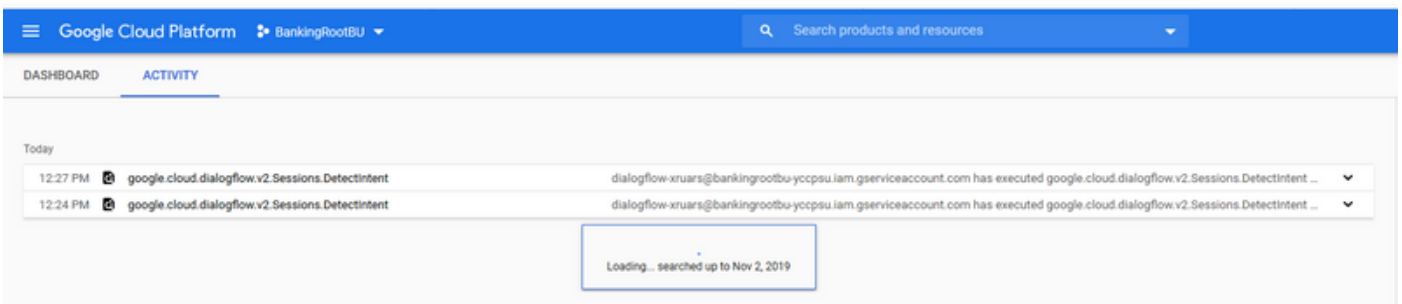 Google Cloud Platform BankingRootBU Search products and resources
DASHBOARD ACTIVITY
Today
12:27 PM google.cloud.dialogflow.v2.Sessions.DetectIntent dialogflow-xruars@bankingrootbu-yccpsu.iam.gserviceaccount.com has executed google.cloud.dialogflow.v2.Sessions.DetectIntent ...
12:24 PM google.cloud.dialogflow.v2.Sessions.DetectIntent dialogflow-xruars@bankingrootbu-yccpsu.iam.gserviceaccount.com has executed google.cloud.dialogflow.v2.Sessions.DetectIntent ...
Loading... searched up to Nov 2, 2019